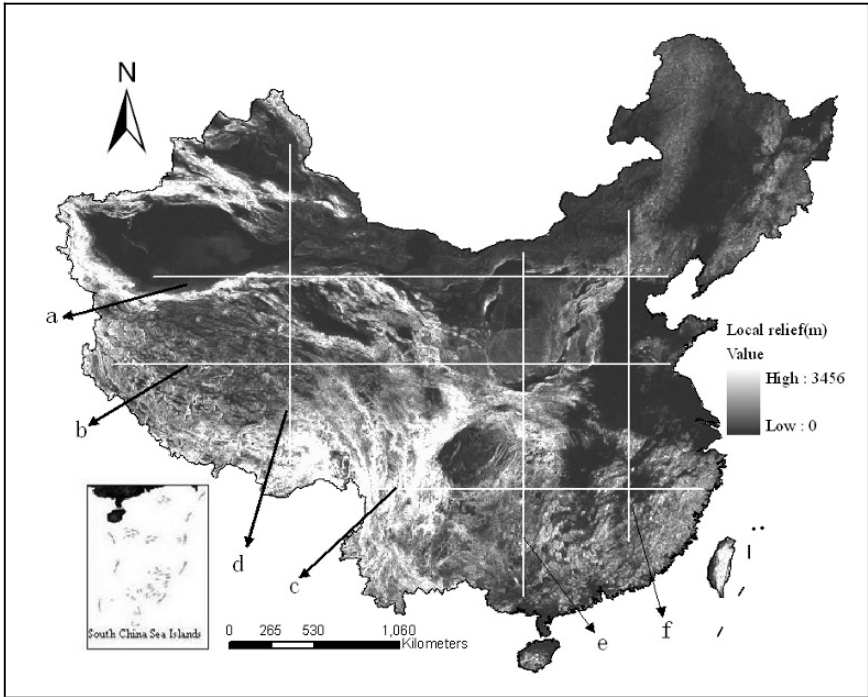 N
a
b
d
c
e
f
Local relief(m)
Value
High : 3456
Low : 0
South China Sea Islands
0 265 530 1,060
Kilometers